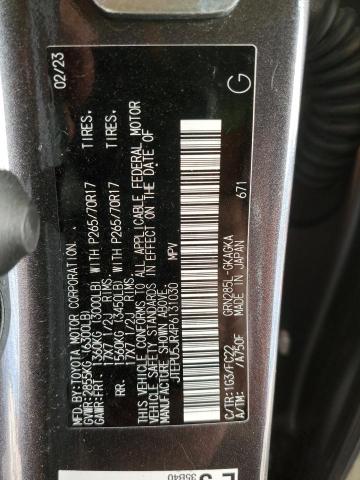 MFD.BY:TOYOTA MOTOR CORPORATION 02/23
GVWR:2855KG (6300LB)
GAWR:FRT. 1360KG (3000LB) WITH P265/70R17 TIRES,
17X7 1/2J RIMS.
RR. 1560KG (3450LB) WITH P265/70R17 TIRES,
17X7 1/2J RIMS.
THIS VEHICLE CONFORMS TO ALL APPLICABLE FEDERAL MOTOR
VEHICLE SAFETY STANDARDS IN EFFECT ON THE DATE OF
MANUFACTURE SHOWN ABOVE.
JTEPU5JR4P6131030 MPV
C/TR:1G3/FC22 GRN285L-GKAGKA 671
A/TM: /A750F MADE IN JAPAN
G
35B40